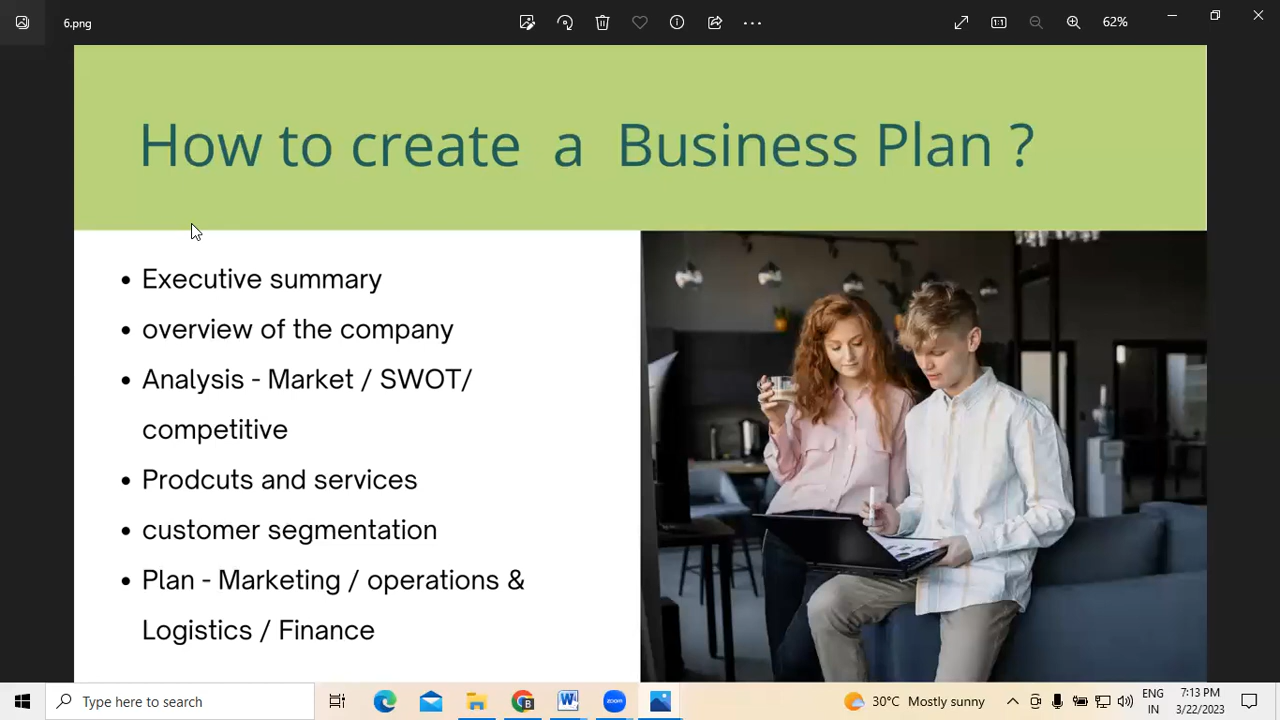 6.png
62%
How to create a Business Plan ?
Executive summary
overview of the company
Analysis - Market / SWOT/
competitive
Prodcuts and services
customer segmentation
Plan - Marketing / operations &
Logistics / Finance
Type here to search
zoom
30°C Mostly sunny
ENG
IN
7:13 PM
3/22/2023